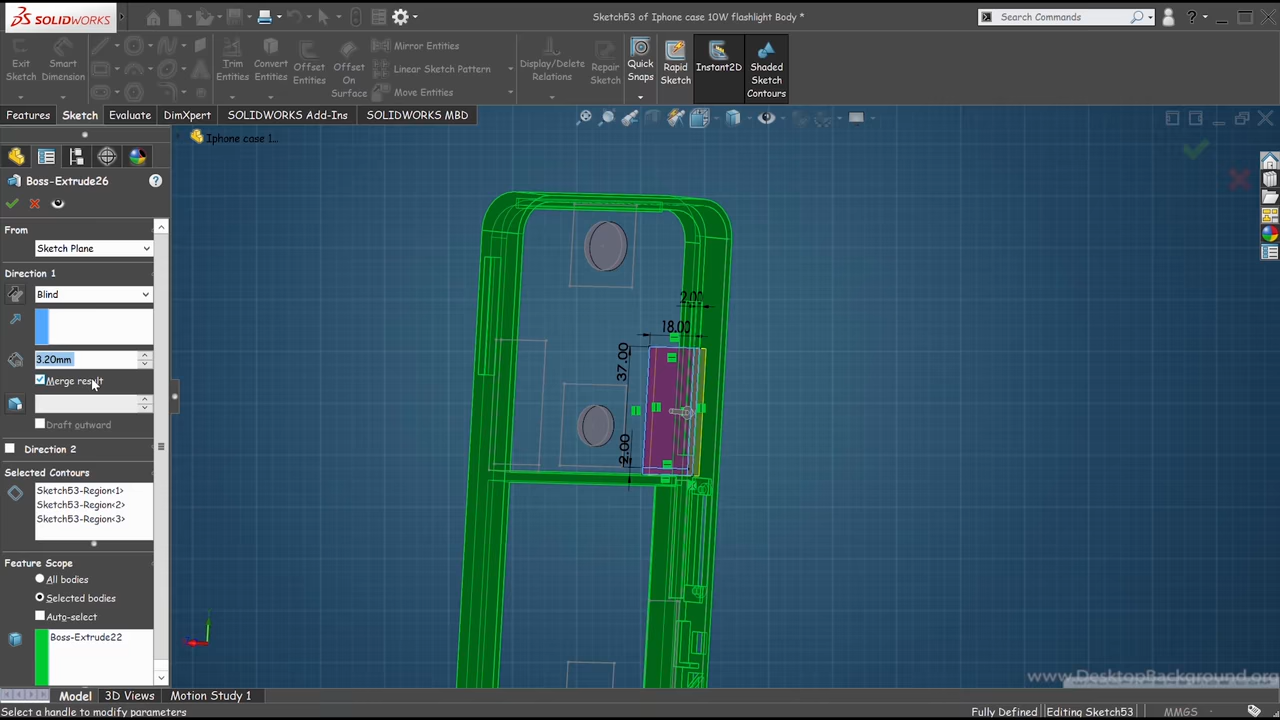 SOLIDWORKS
Sketch53 of Iphone case 10W flashlight Body *
Search Commands
?
Exit Sketch
Smart Dimension
Trim Entities
Convert Entities
Offset Entities
Offset On Surface
Mirror Entities
Linear Sketch Pattern
Move Entities
Display/Delete Relations
Repair Sketch
Quick Snaps
Rapid Sketch
Instant2D
Shaded Sketch Contours
Features
Sketch
Evaluate
DimXpert
SOLIDWORKS Add-Ins
SOLIDWORKS MBD
Iphone case 1...
Boss-Extrude26
?
From
Sketch Plane
Direction 1
Blind
3.20mm
Merge result
Draft outward
Direction 2
Selected Contours
Sketch53-Region<1>
Sketch53-Region<2>
Sketch53-Region<3>
Feature Scope
All bodies
Selected bodies
Auto-select
Boss-Extrude22
2.00
18.00
37.00
2.00
www.DesktopBackground.org
Model
3D Views
Motion Study 1
Select a handle to modify parameters
Fully Defined
Editing Sketch53
MMGS